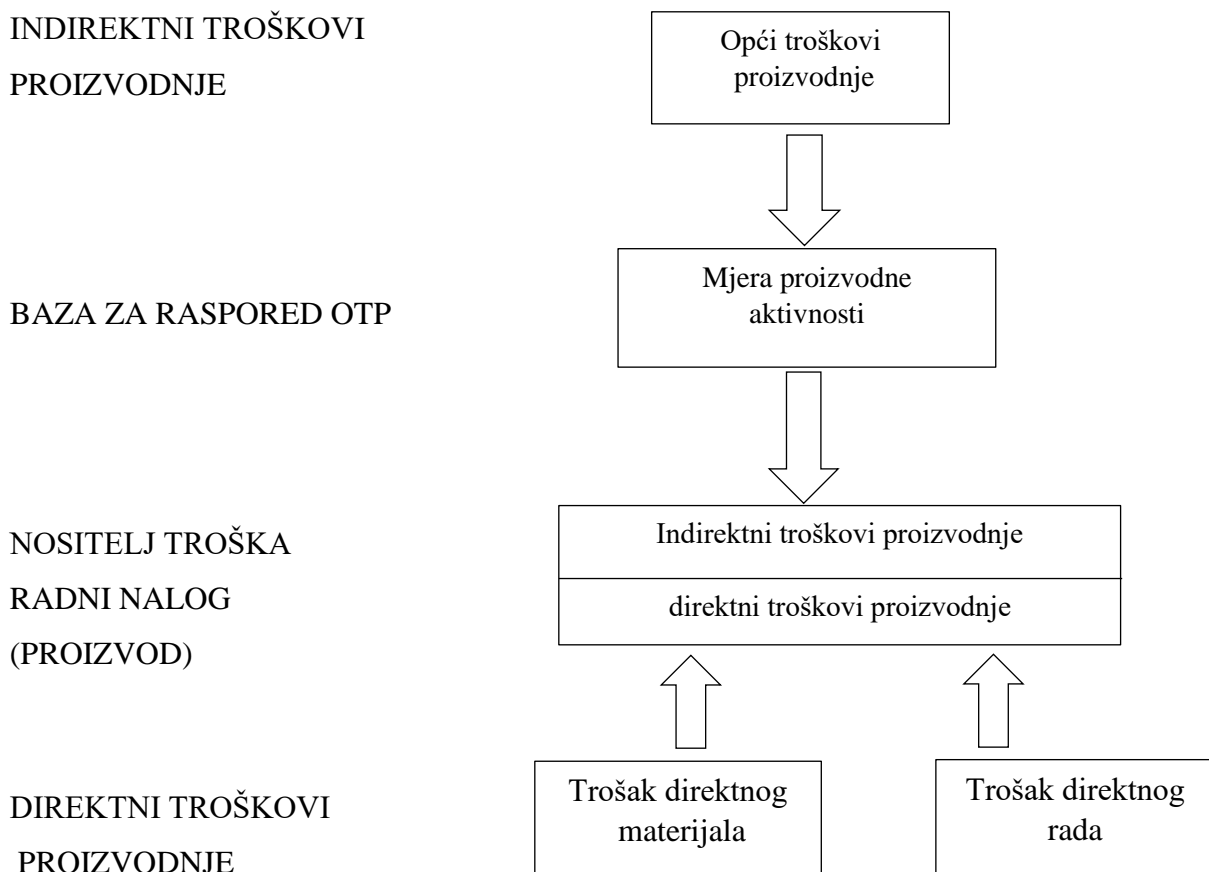 INDIREKTNI TROŠKOVI
PROIZVODNJE
Opći troškovi
proizvodnje
BAZA ZA RASPORED OTP
Mjera proizvodne
aktivnosti
NOSITELJ TROŠKA
RADNI NALOG
(PROIZVOD)
Indirektni troškovi proizvodnje
direktni troškovi proizvodnje
DIREKTNI TROŠKOVI
PROIZVODNJE
Trošak direktnog
materijala
Trošak direktnog
rada